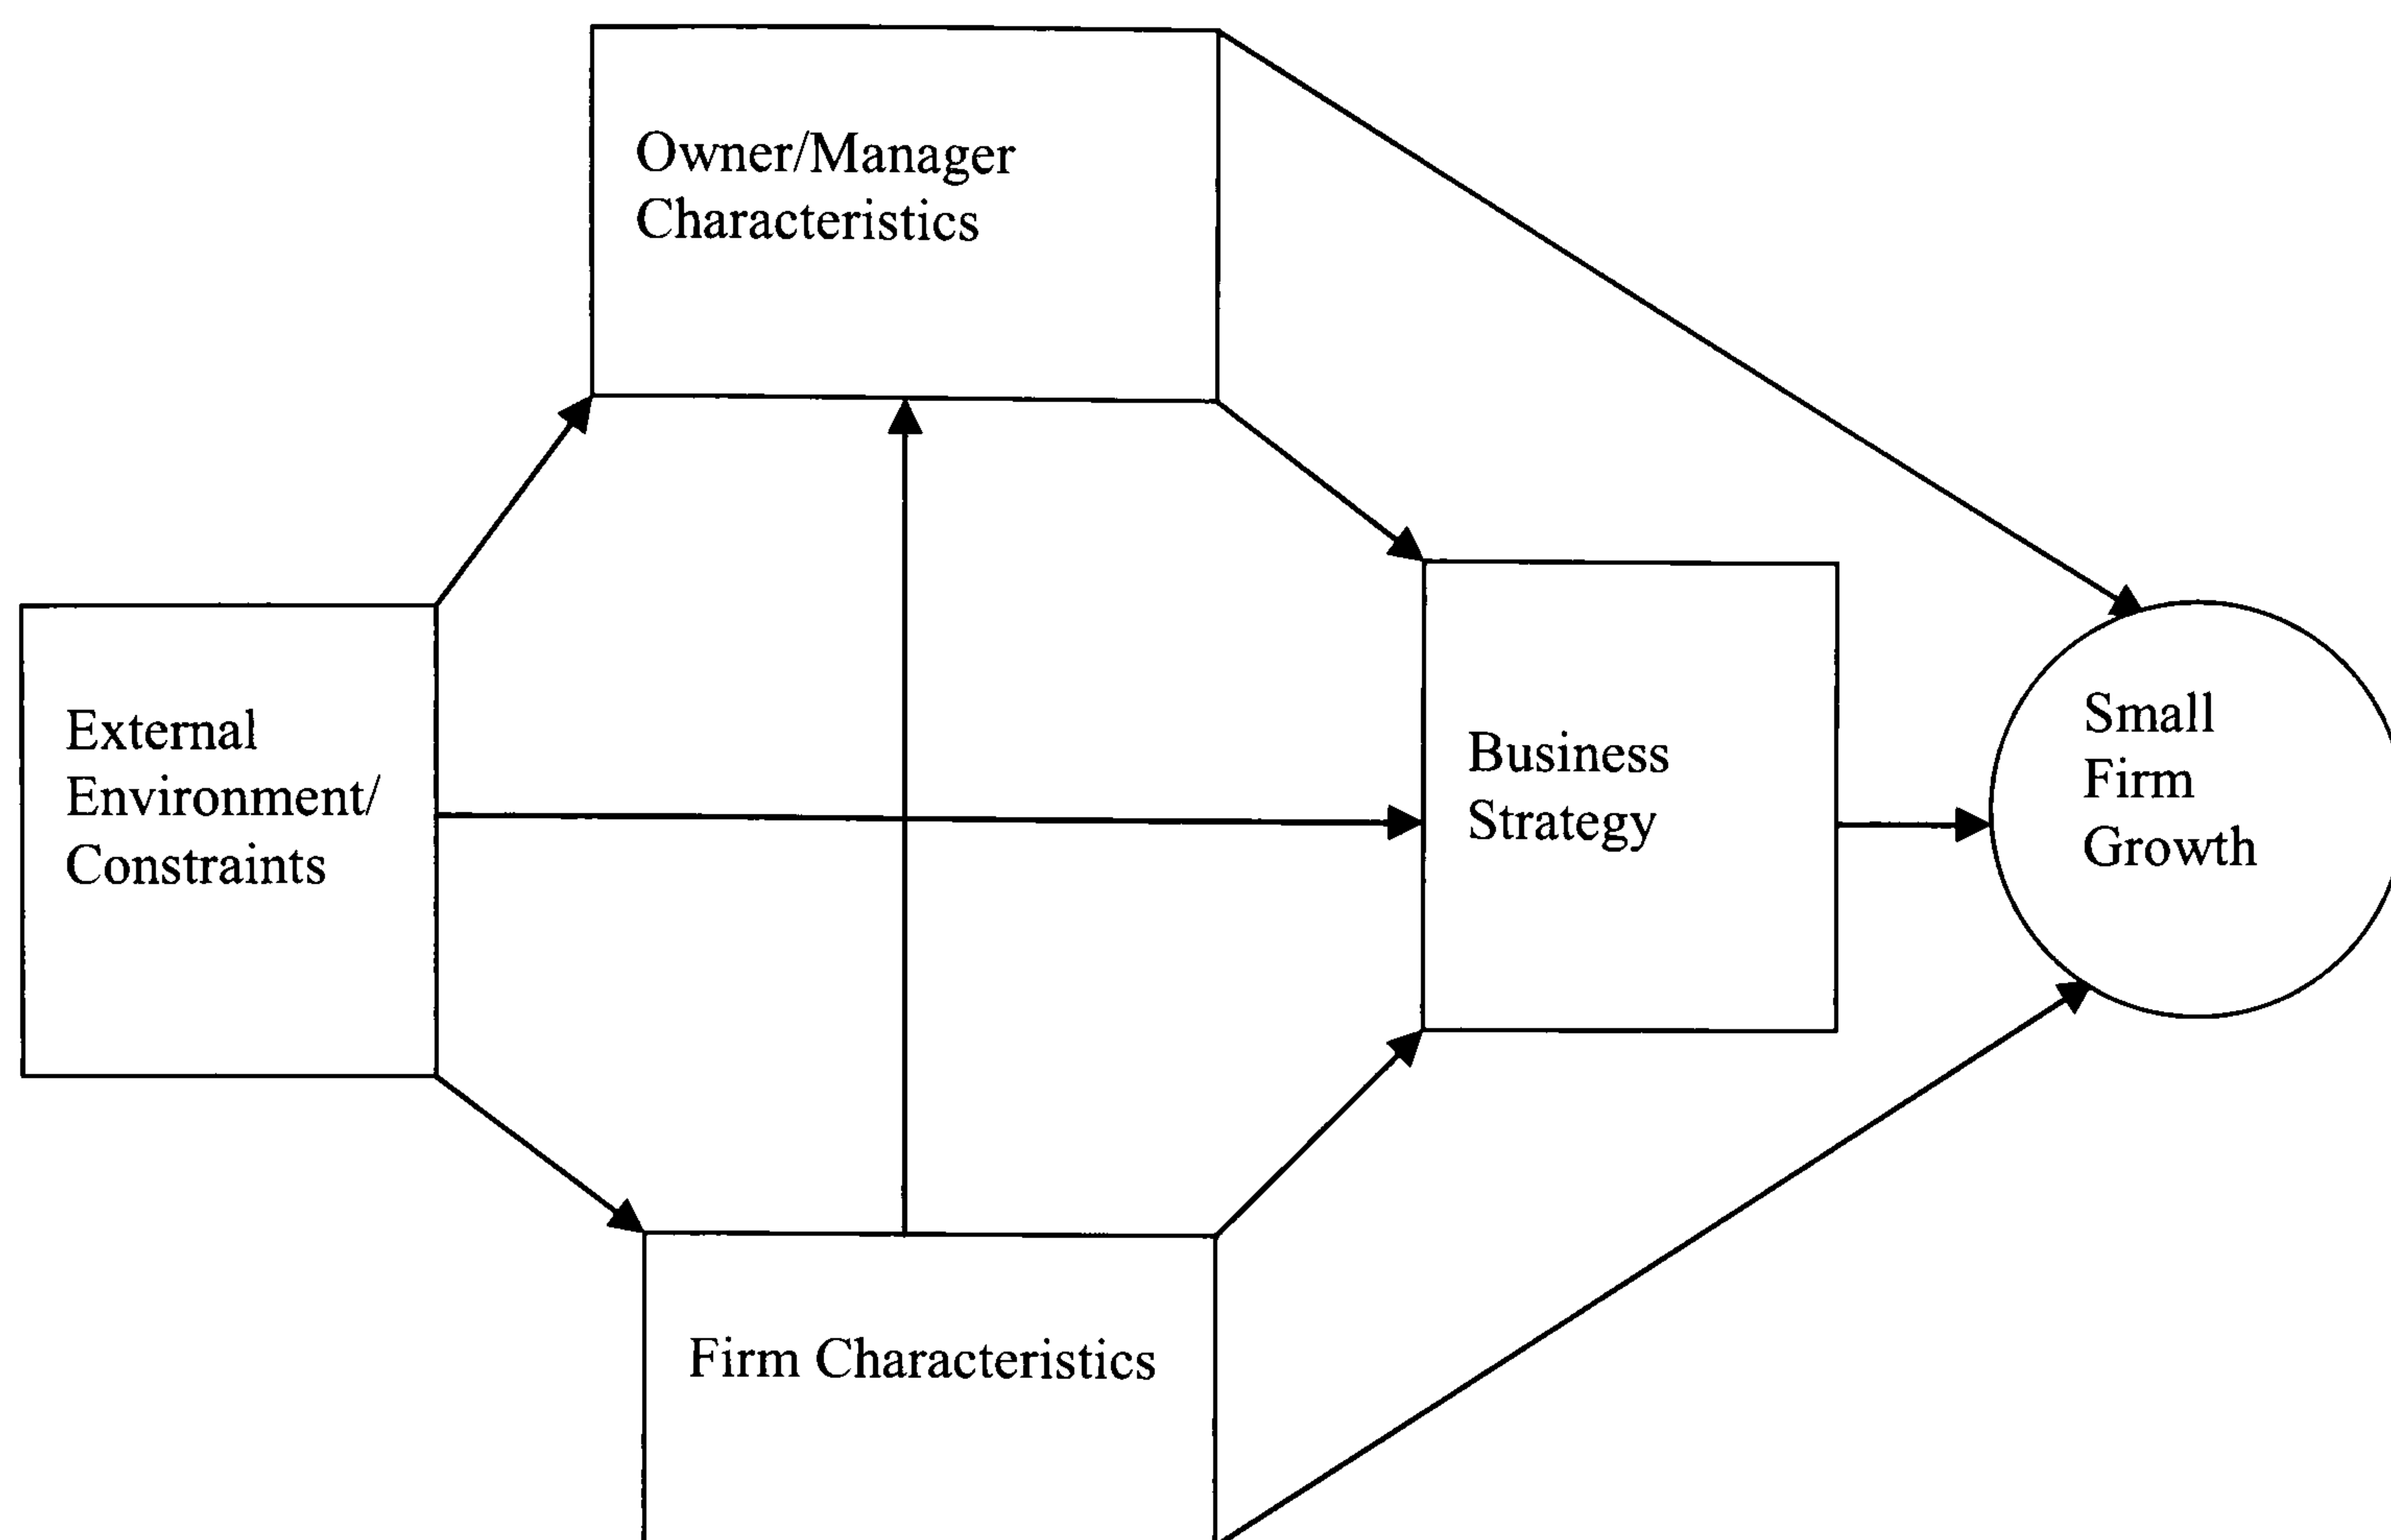 Owner/Manager
Characteristics
External
Environment/
Constraints
Business
Strategy
Small
Firm
Growth
Firm Characteristics